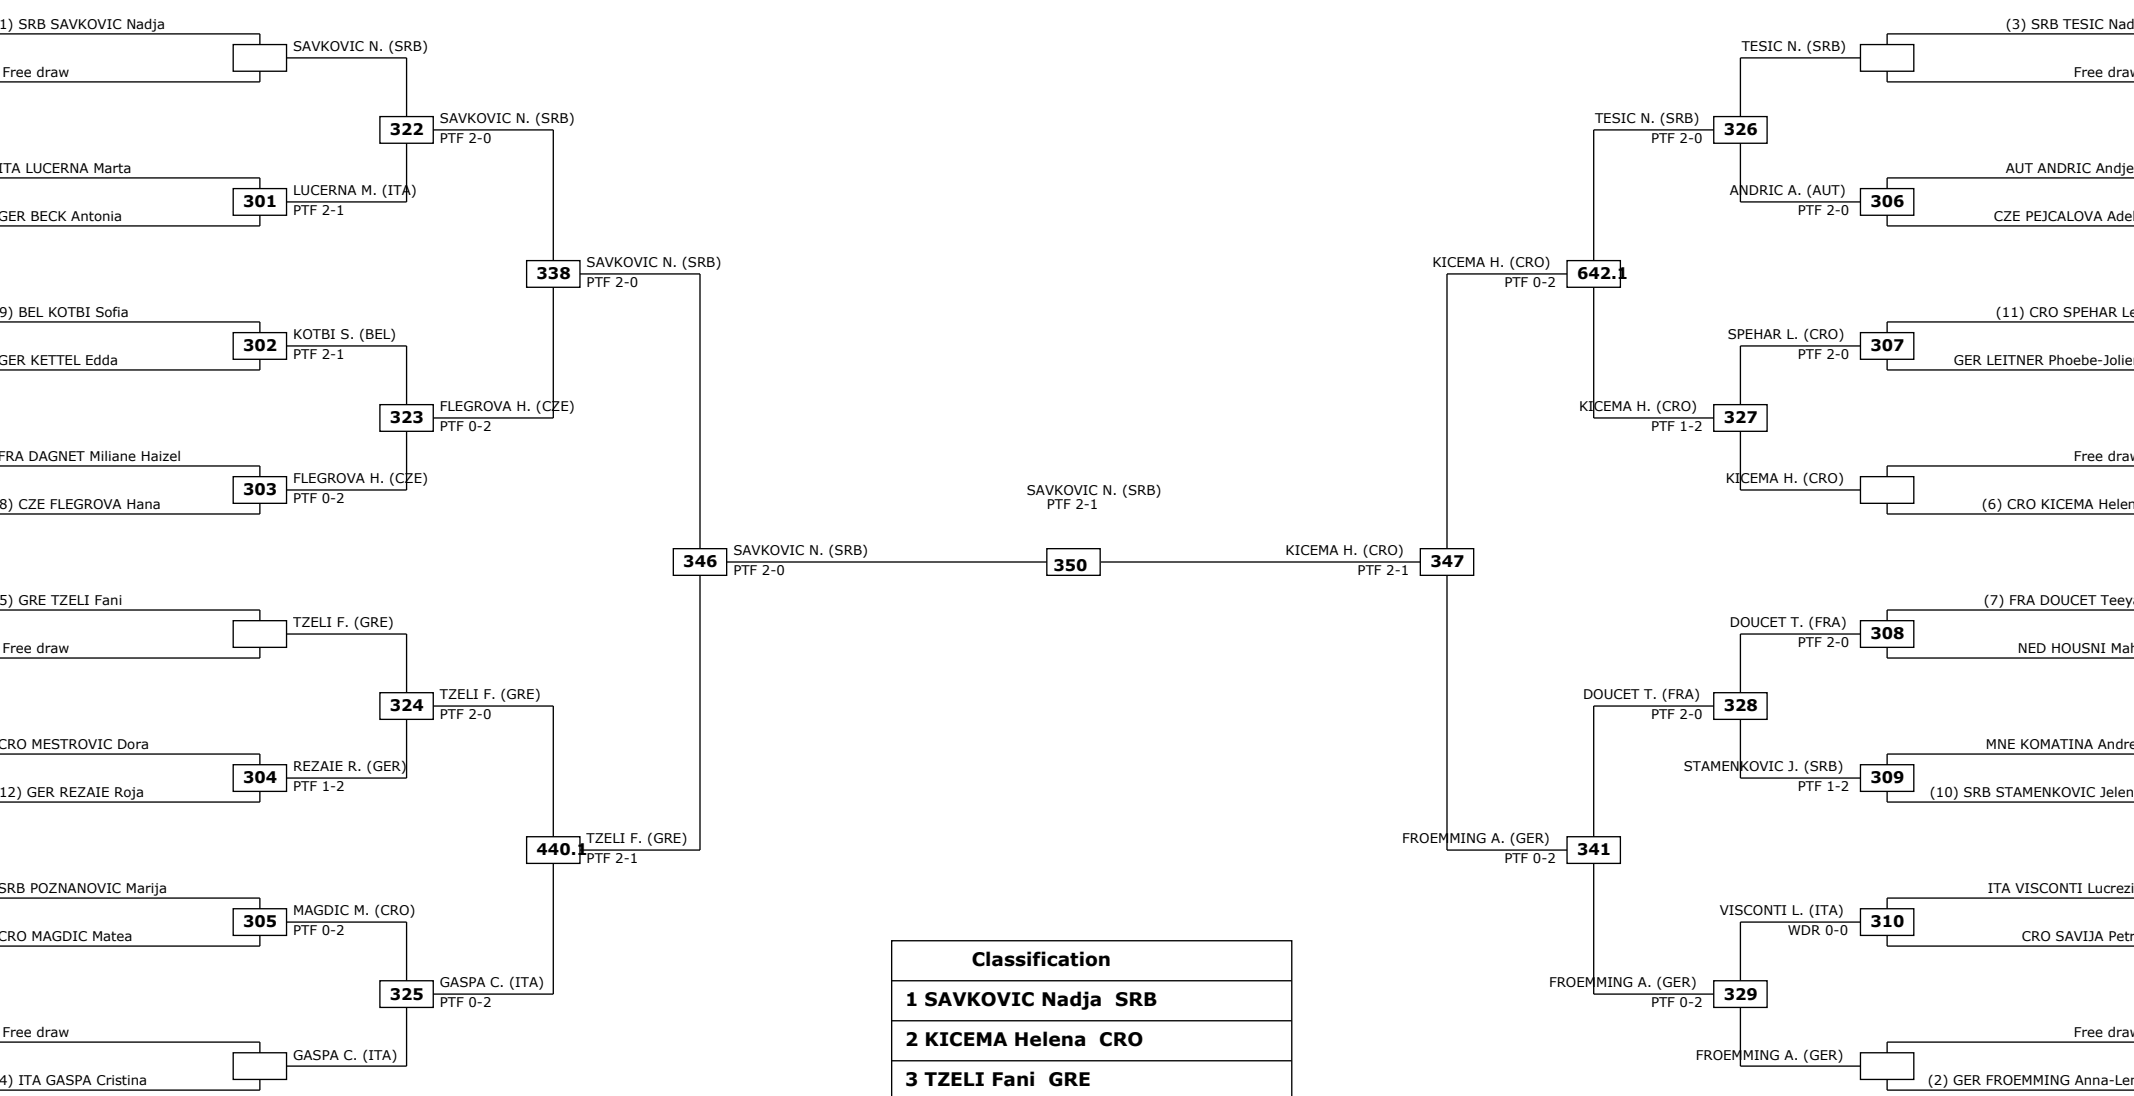 1) SRB SAVKOVIC Nadja
SAVKOVIC N. (SRB)
Free draw
322
SAVKOVIC N. (SRB)
PTF 2-0
ITA LUCERNA Marta
301
LUCERNA M. (ITA)
PTF 2-1
GER BECK Antonia
338
SAVKOVIC N. (SRB)
PTF 2-0
9) BEL KOTBI Sofia
302
KOTBI S. (BEL)
PTF 2-1
GER KETTEL Edda
323
FLEGROVA H. (CZE)
PTF 0-2
FRA DAGNET Miliane Haizel
303
FLEGROVA H. (CZE)
PTF 0-2
8) CZE FLEGROVA Hana
346
SAVKOVIC N. (SRB)
PTF 2-0
5) GRE TZELI Fani
TZELI F. (GRE)
Free draw
324
TZELI F. (GRE)
PTF 2-0
CRO MESTROVIC Dora
304
REZAIE R. (GER)
PTF 1-2
12) GER REZAIE Roja
440.1
TZELI F. (GRE)
PTF 2-1
SRB POZNANOVIC Marija
305
MAGDIC M. (CRO)
PTF 0-2
CRO MAGDIC Matea
325
GASPA C. (ITA)
PTF 0-2
Free draw
GASPA C. (ITA)
4) ITA GASPA Cristina
SAVKOVIC N. (SRB)
PTF 2-1
350
(3) SRB TESIC Nad
TESIC N. (SRB)
Free draw
TESIC N. (SRB)
PTF 2-0
326
AUT ANDRIC Andje
ANDRIC A. (AUT)
PTF 2-0
306
CZE PEJCALOVA Adel
KICEMA H. (CRO)
PTF 0-2
642.1
(11) CRO SPEHAR Le
SPEHAR L. (CRO)
PTF 2-0
307
GER LEITNER Phoebe-Jolie
KICEMA H. (CRO)
PTF 1-2
327
Free draw
KICEMA H. (CRO)
(6) CRO KICEMA Helen
KICEMA H. (CRO)
PTF 2-1
347
(7) FRA DOUCET Teeya
DOUCET T. (FRA)
PTF 2-0
308
NED HOUSNI Mah
DOUCET T. (FRA)
PTF 2-0
328
MNE KOMATINA Andre
STAMENKOVIC J. (SRB)
PTF 1-2
309
(10) SRB STAMENKOVIC Jelen
FROEMMING A. (GER)
PTF 0-2
341
ITA VISCONTI Lucrezi
VISCONTI L. (ITA)
WDR 0-0
310
CRO SAVIJA Petr
FROEMMING A. (GER)
PTF 0-2
329
Free draw
FROEMMING A. (GER)
(2) GER FROEMMING Anna-Len
Classification
1 SAVKOVIC Nadja SRB
2 KICEMA Helena CRO
3 TZELI Fani GRE